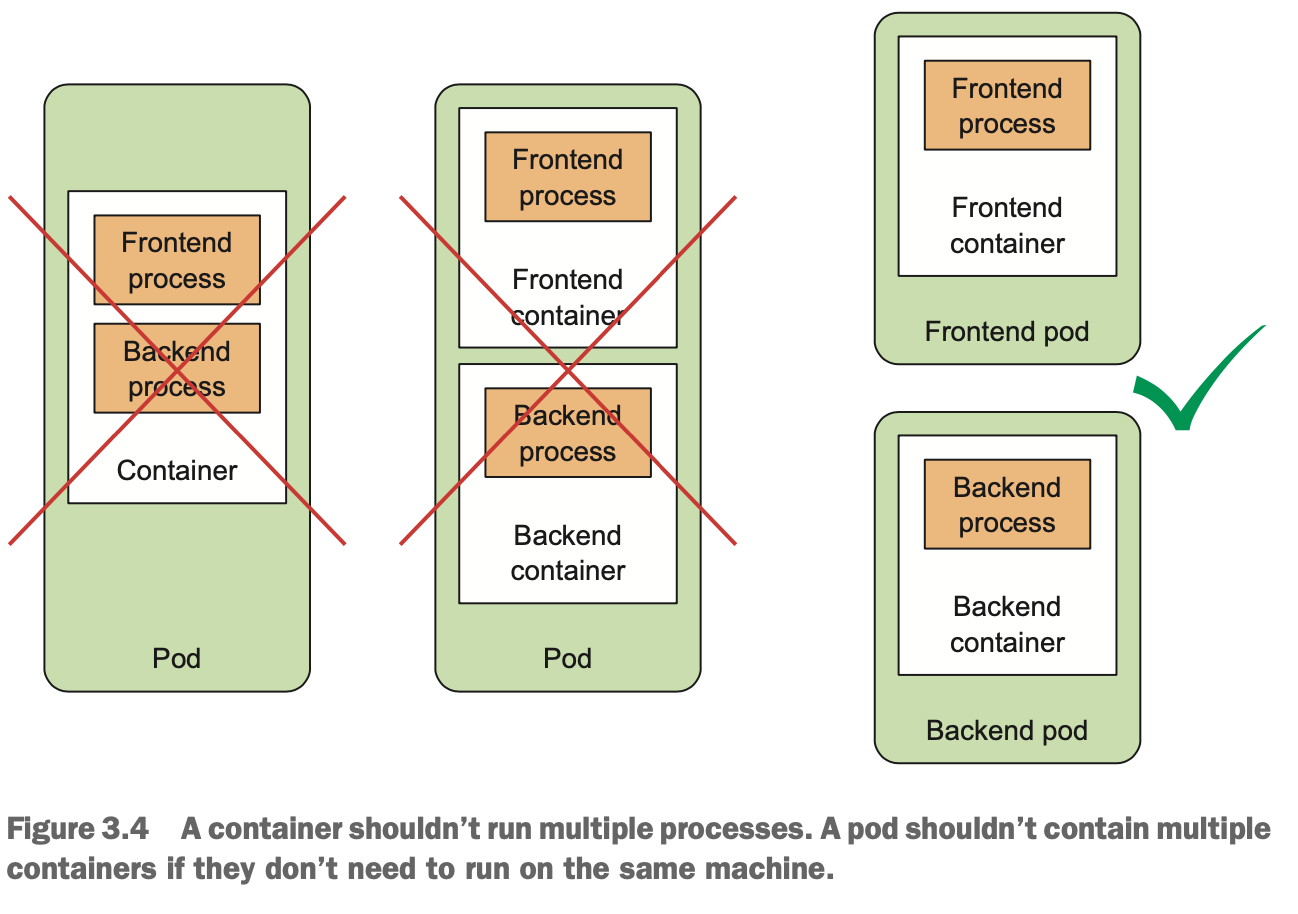 Frontend
process
Backend
process
Container
Pod
Frontend
process
Frontend
container
Backend
process
Backend
container
Pod
Frontend
process
Frontend
container
Frontend pod
Backend
process
Backend
container
Backend pod
Figure 3.4 A container shouldn’t run multiple processes. A pod shouldn’t contain multiple
containers if they don’t need to run on the same machine.